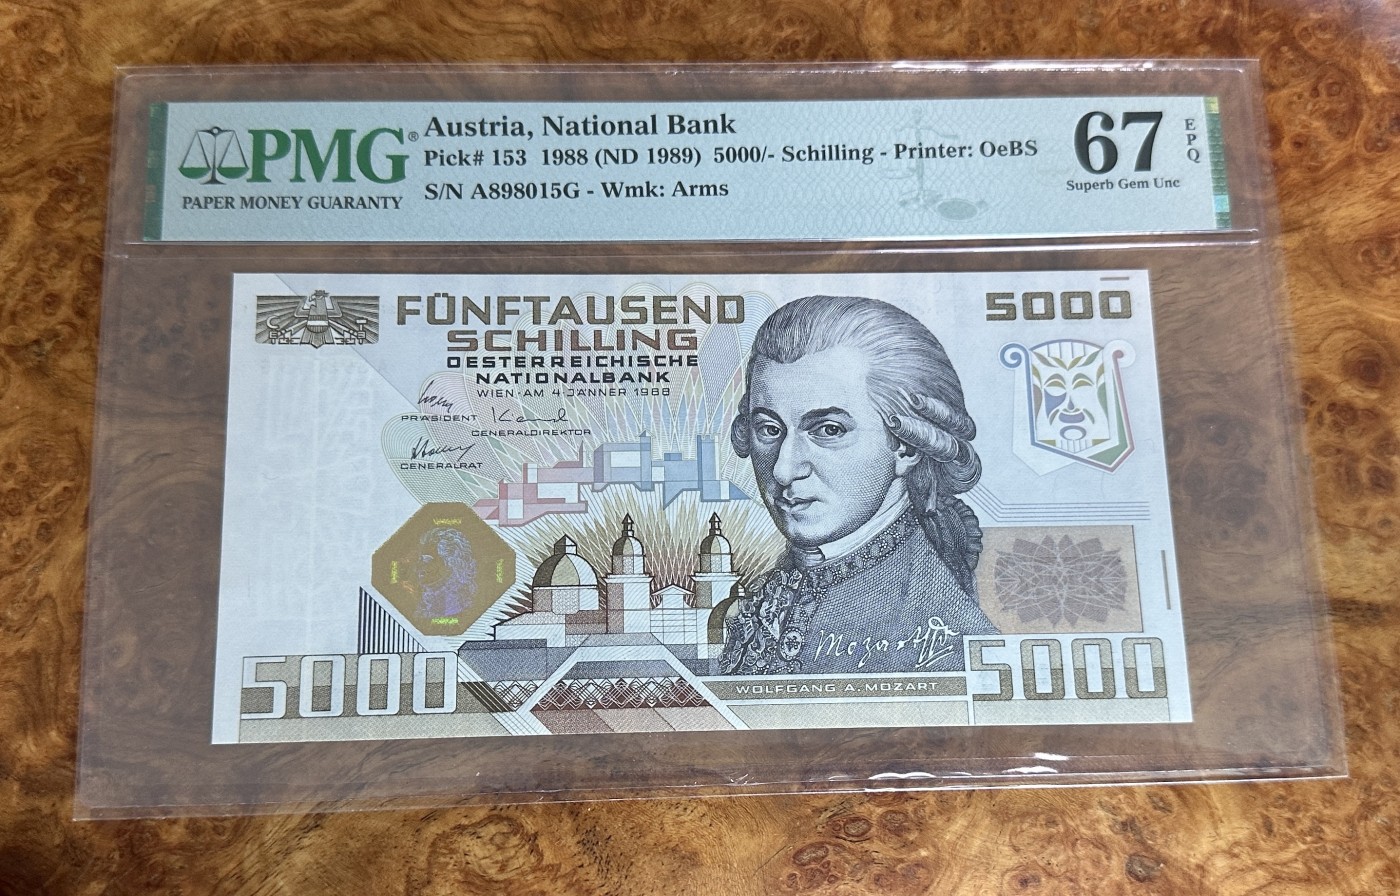 PMG®
PAPER MONEY GUARANTY
Austria, National Bank
Pick# 153 1988 (ND 1989) 5000/- Schilling - Printer: OeBS
S/N A898015G - Wmk: Arms
67
EPQ
Superb Gem Unc
FÜNFTAUSEND
SCHILLING
OESTERREICHISCHE
NATIONALBANK
WIEN·AM 4·JÄNNER 1988
PRÄSIDENT
GENERALDIREKTOR
GENERALRAT
5000
5000
Mozart
WOLFGANG A. MOZART
5000